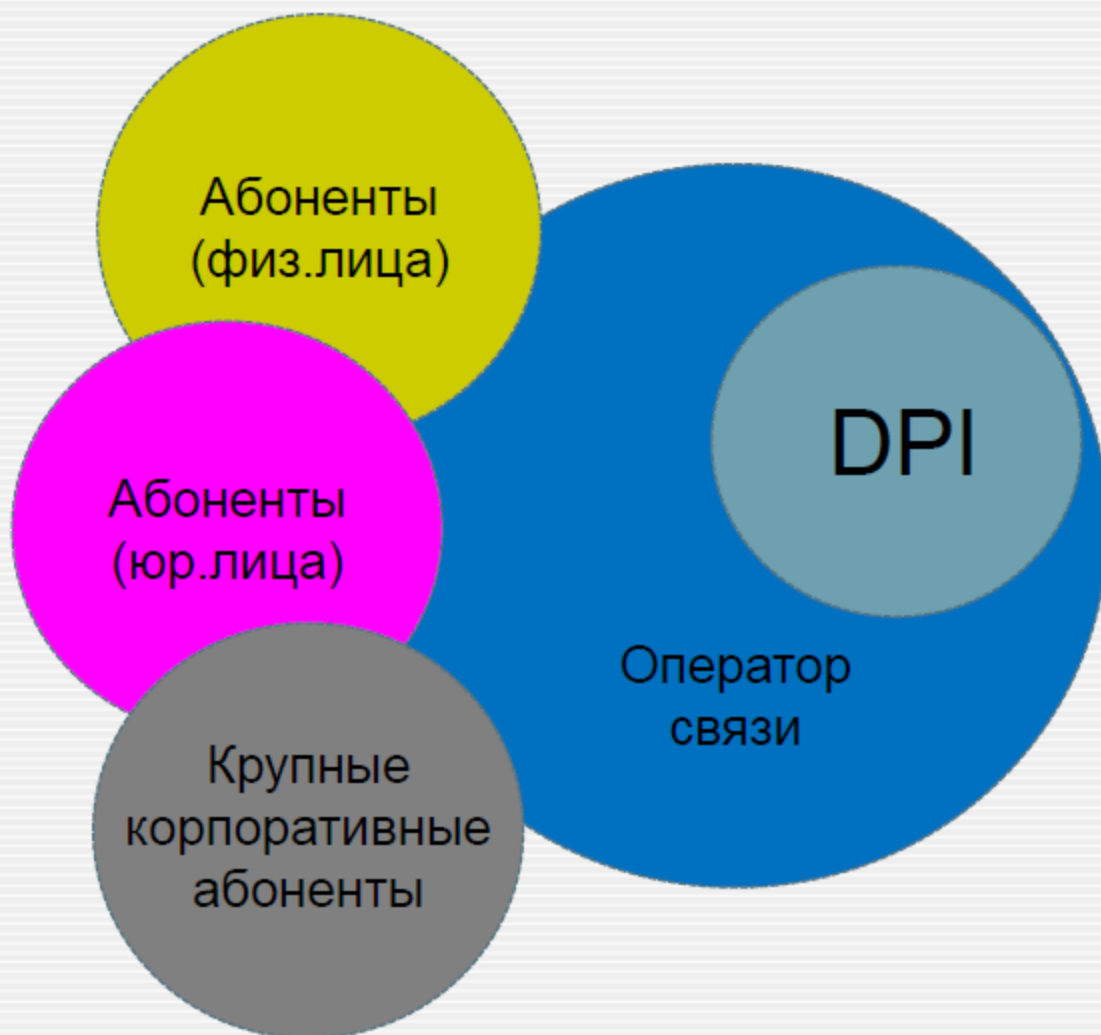 Абоненты
(физ.лица)
Абоненты
(юр.лица)
Крупные
корпоративные
абоненты
DPI
Оператор
связи